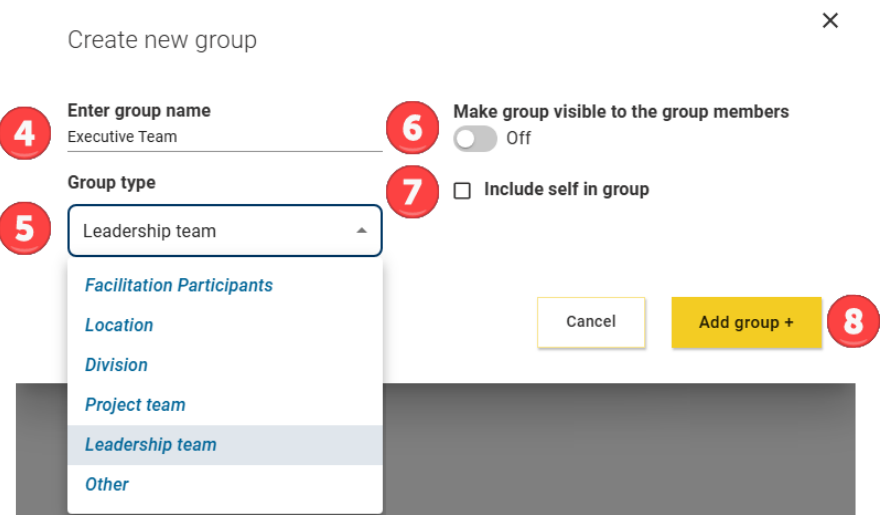 Create new group
4
Enter group name
Executive Team
5
Group type
Leadership team
Facilitation Participants
Location
Division
Project team
Leadership team
Other
6
Make group visible to the group members
Off
7
Include self in group
Cancel
Add group +
8